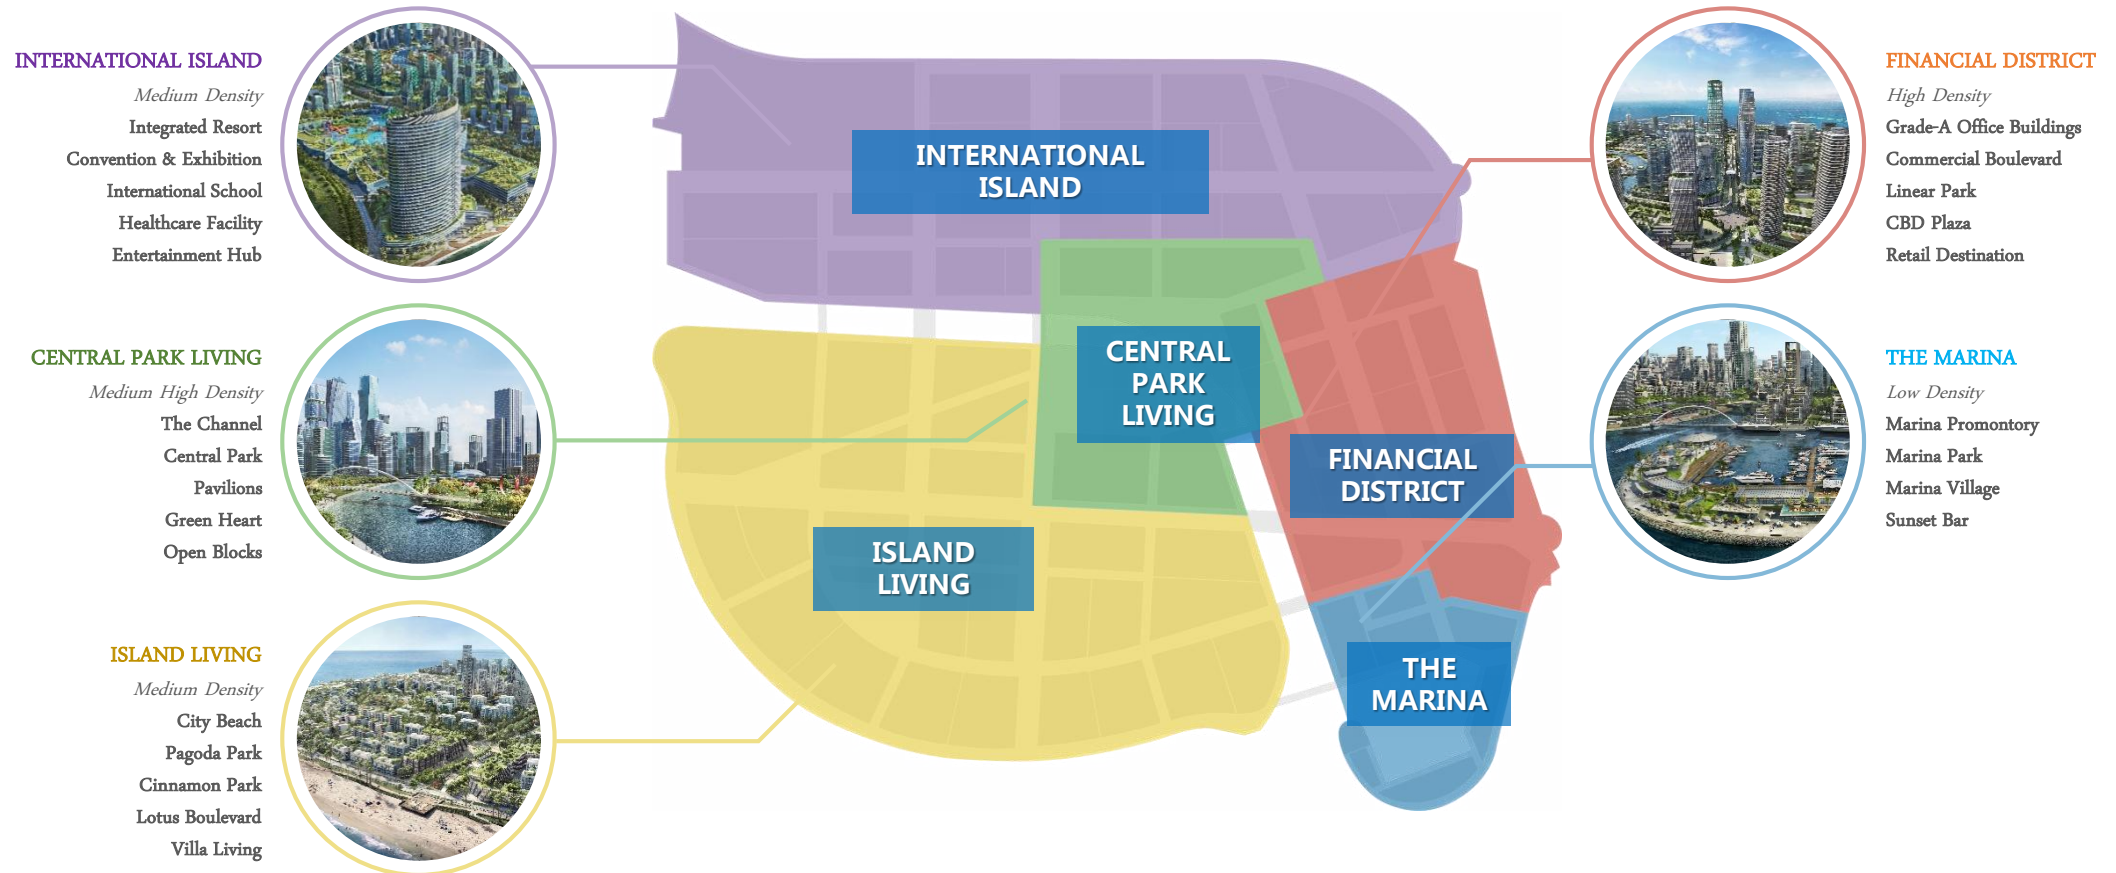 INTERNATIONAL ISLAND
Medium Density
Integrated Resort
Convention & Exhibition
International School
Healthcare Facility
Entertainment Hub
CENTRAL PARK LIVING
Medium High Density
The Channel
Central Park
Pavilions
Green Heart
Open Blocks
ISLAND LIVING
Medium Density
City Beach
Pagoda Park
Cinnamon Park
Lotus Boulevard
Villa Living
INTERNATIONAL
ISLAND
CENTRAL
PARK
LIVING
FINANCIAL
DISTRICT
ISLAND
LIVING
THE
MARINA
FINANCIAL DISTRICT
High Density
Grade-A Office Buildings
Commercial Boulevard
Linear Park
CBD Plaza
Retail Destination
THE MARINA
Low Density
Marina Promontory
Marina Park
Marina Village
Sunset Bar